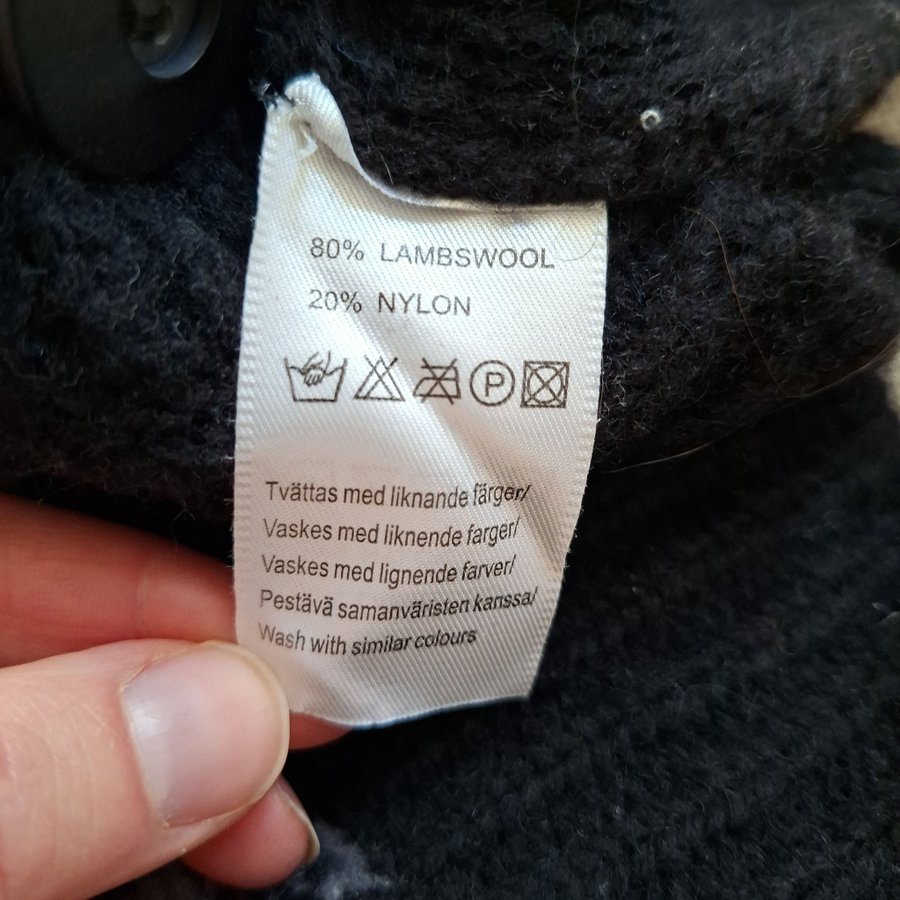 80% LAMBSWOOL
20% NYLON
P
Tvättas med liknande färger/
Vaskes med liknende farger/
Vaskes med lignende farver/
Pestävä samanväristen kanssa/
Wash with similar colours